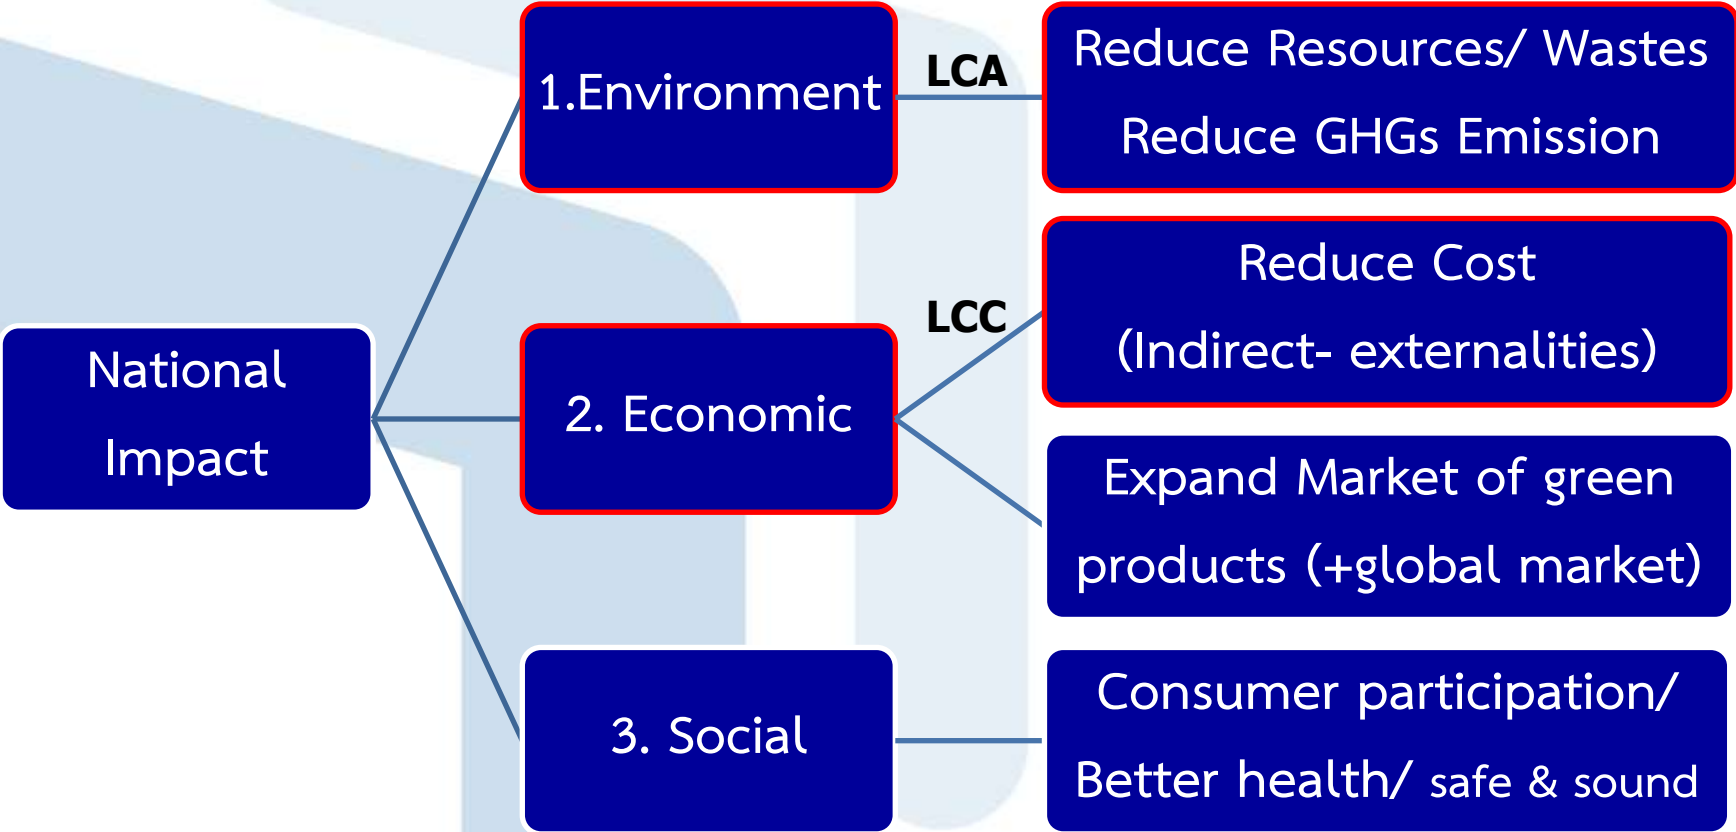 National
Impact
1.Environment
LCA
Reduce Resources/ Wastes
Reduce GHGs Emission
2. Economic
LCC
Reduce Cost
(Indirect- externalities)
Expand Market of green
products (+global market)
3. Social
Consumer participation/
Better health/ safe & sound